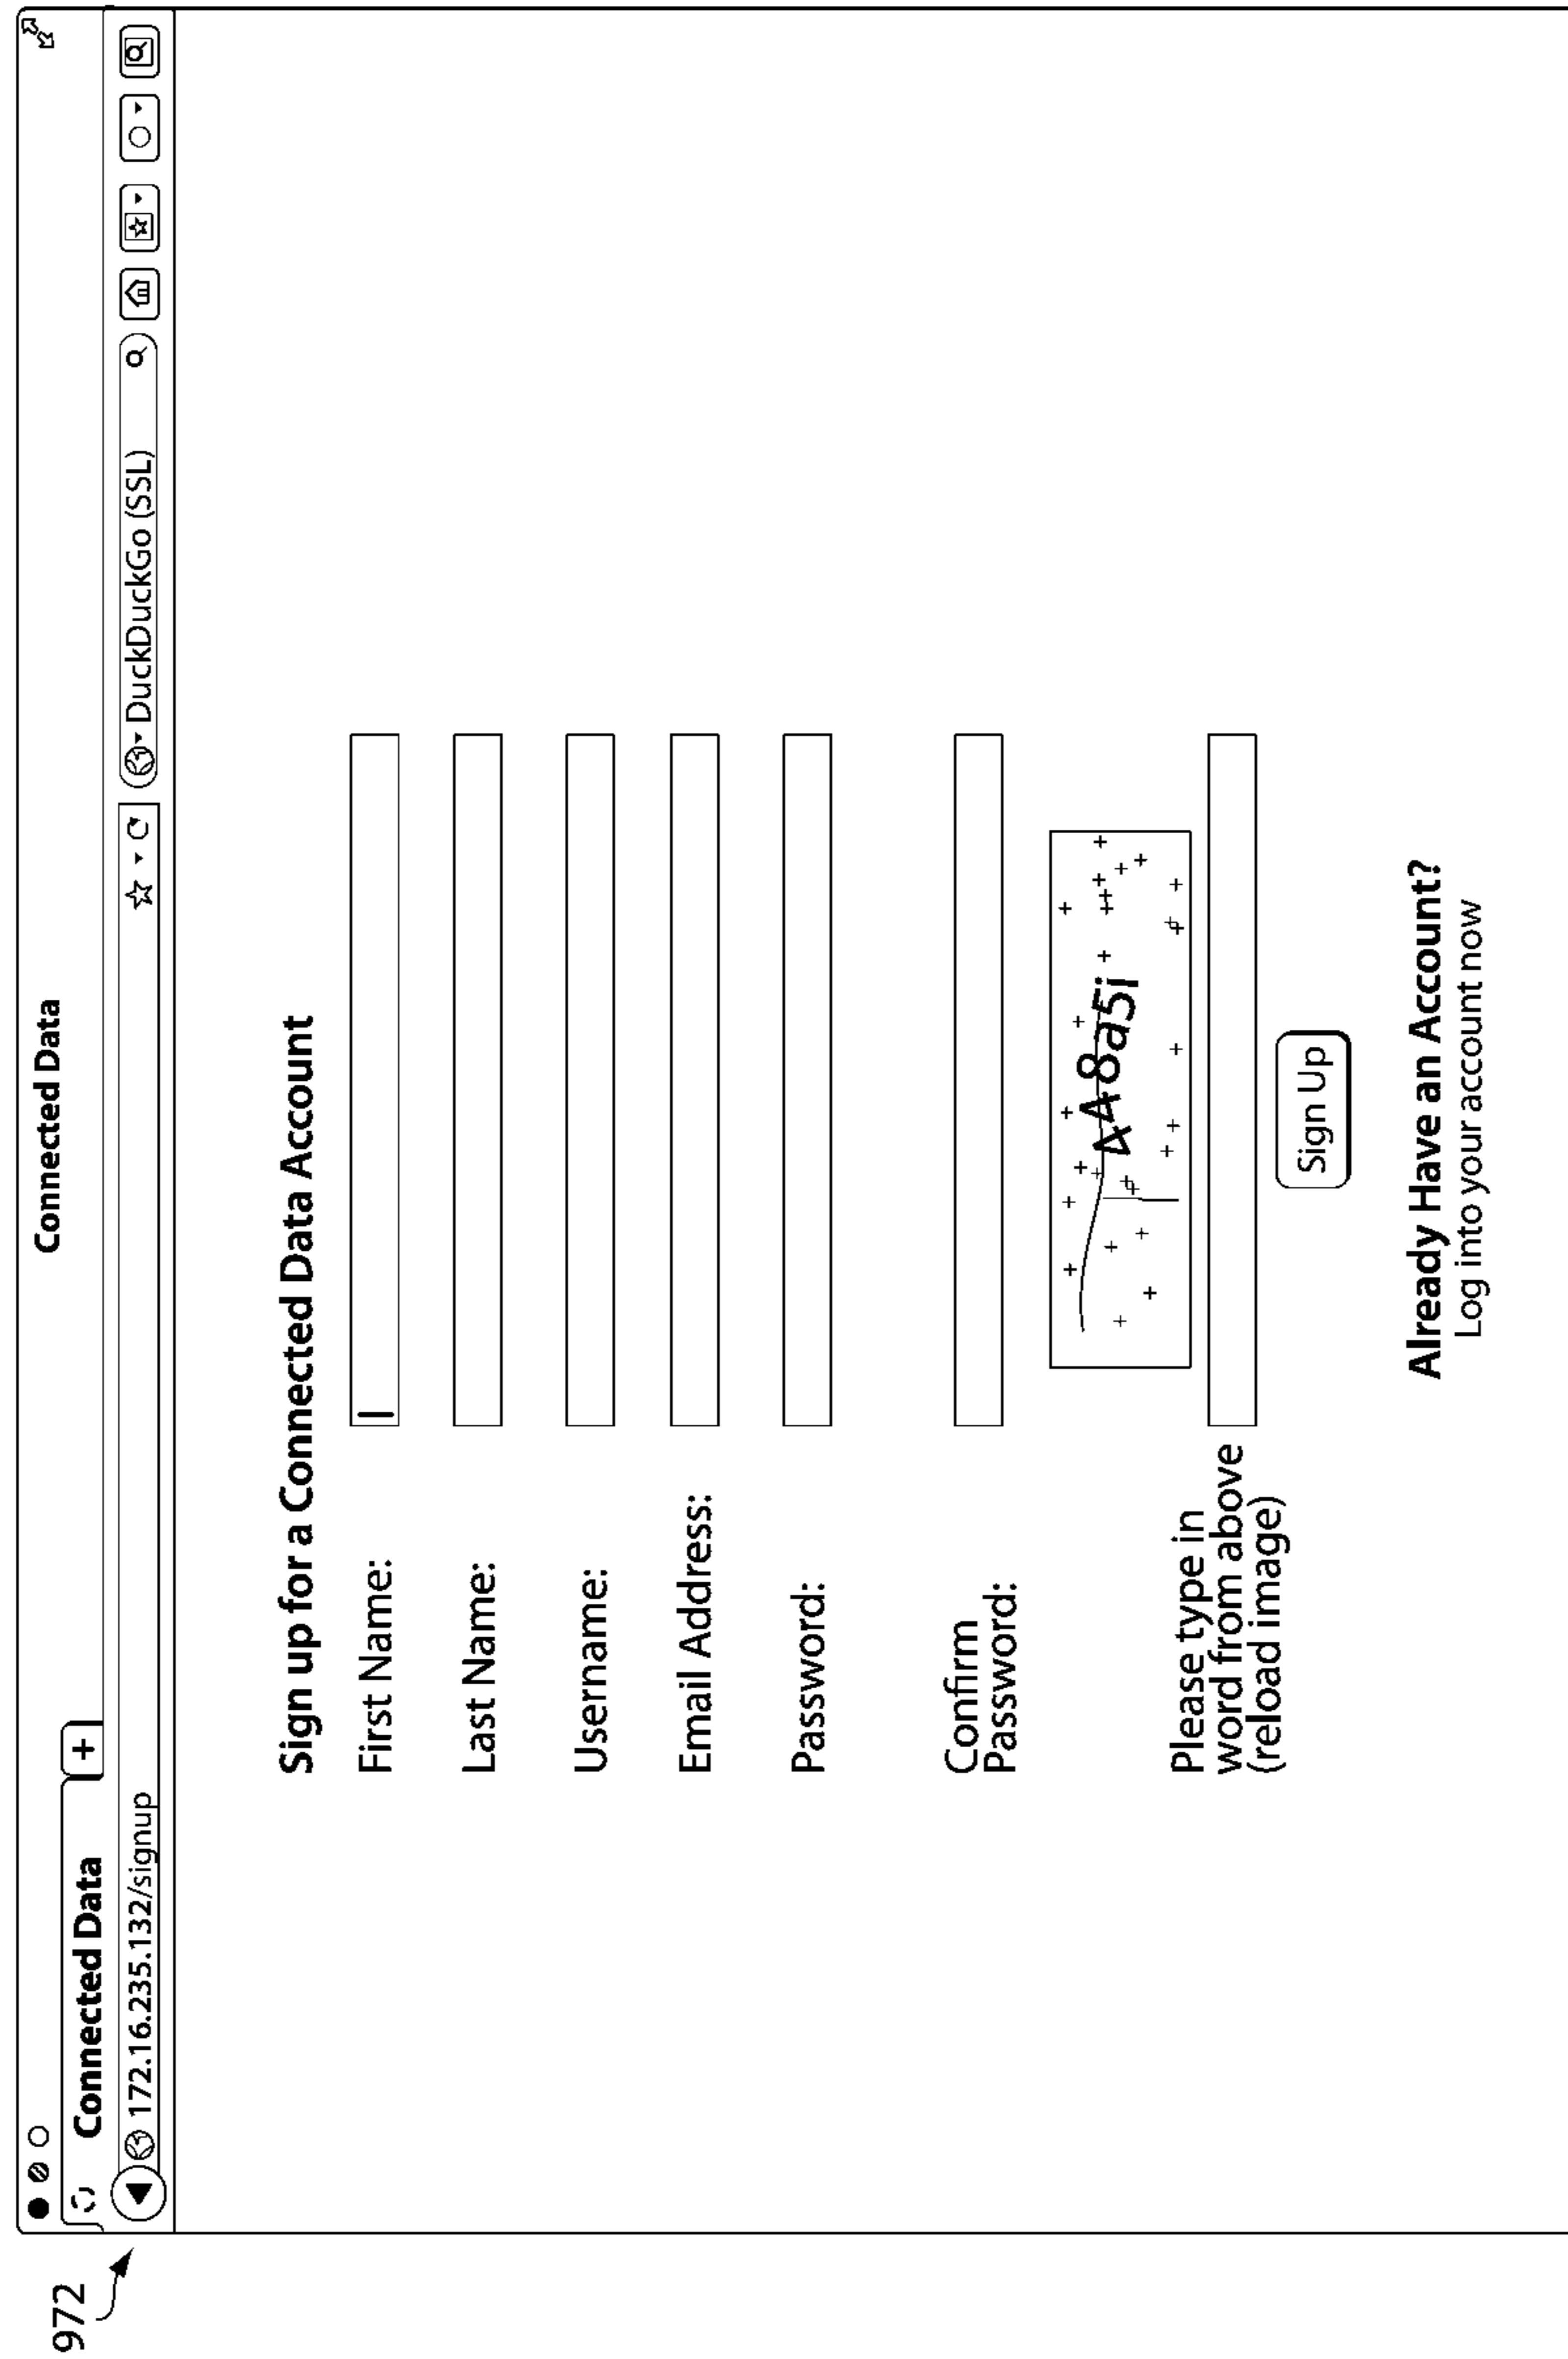 972
Connected Data
Connected Data
+
172.16.235.132/signup
DuckDuckGo (SSL)
Sign up for a Connected Data Account
First Name:
Last Name:
Username:
Email Address:
Password:
Confirm
Password:
Please type in
word from above
(reload image)
Sign Up
Already Have an Account?
Log into your account now